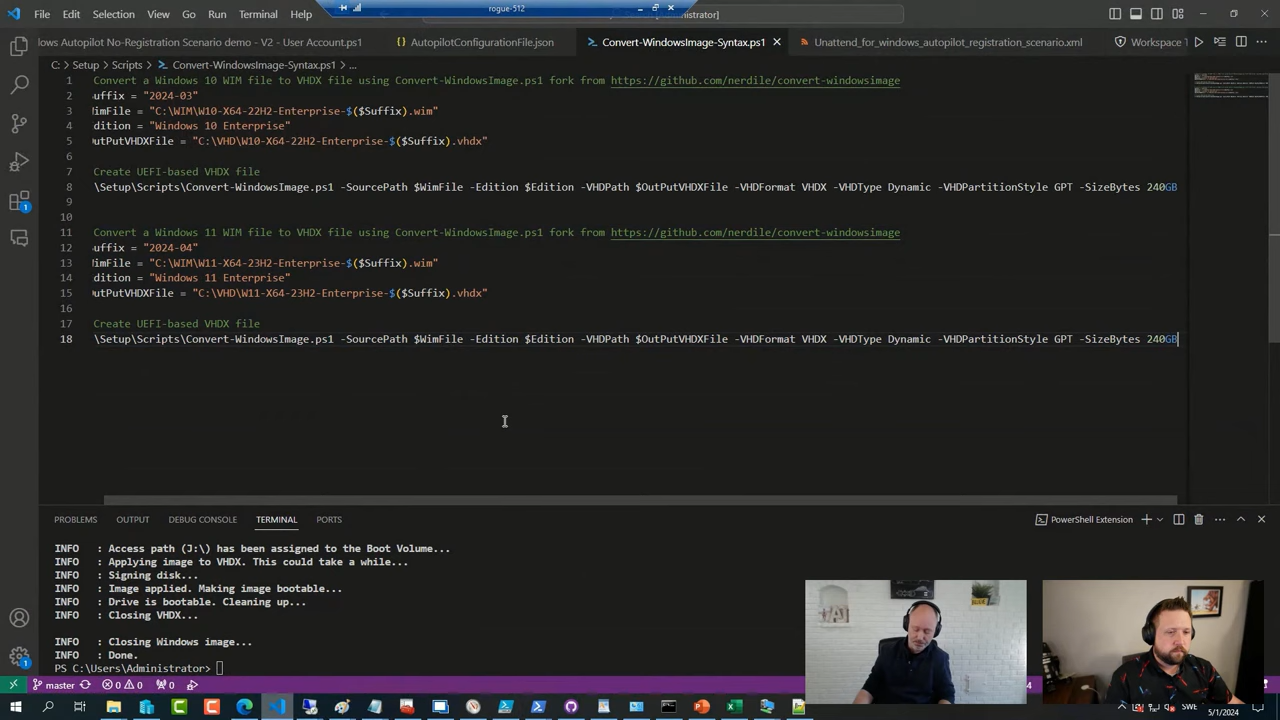 File Edit Selection View Go Run Terminal Help
rogue-512
[Administrator]
ows Autopilot No-Registration Scenario demo - V2 - User Account.ps1
AutopilotConfigurationFile.json
Convert-WindowsImage-Syntax.ps1
Unattend_for_windows_autopilot_registration_scenario.xml
Workspace T
C: > Setup > Scripts > Convert-WindowsImage-Syntax.ps1 > ...
1 Convert a Windows 10 WIM file to VHDX file using Convert-WindowsImage.ps1 fork from https://github.com/nerdile/convert-windowsimage
2 uffix = "2024-03"
3 imFile = "C:\WIM\W10-X64-22H2-Enterprise-$($Suffix).wim"
4 dition = "Windows 10 Enterprise"
5 utPutVHDXFile = "C:\VHD\W10-X64-22H2-Enterprise-$($Suffix).vhdx"
6
7 Create UEFI-based VHDX file
8 \Setup\Scripts\Convert-WindowsImage.ps1 -SourcePath $WimFile -Edition $Edition -VHDPath $OutPutVHDXFile -VHDFormat VHDX -VHDType Dynamic -VHDPartitionStyle GPT -SizeBytes 240GB
9
10
11 Convert a Windows 11 WIM file to VHDX file using Convert-WindowsImage.ps1 fork from https://github.com/nerdile/convert-windowsimage
12 uffix = "2024-04"
13 imFile = "C:\WIM\W11-X64-23H2-Enterprise-$($Suffix).wim"
14 dition = "Windows 11 Enterprise"
15 utPutVHDXFile = "C:\VHD\W11-X64-23H2-Enterprise-$($Suffix).vhdx"
16
17 Create UEFI-based VHDX file
18 \Setup\Scripts\Convert-WindowsImage.ps1 -SourcePath $WimFile -Edition $Edition -VHDPath $OutPutVHDXFile -VHDFormat VHDX -VHDType Dynamic -VHDPartitionStyle GPT -SizeBytes 240GB
PROBLEMS OUTPUT DEBUG CONSOLE TERMINAL PORTS
PowerShell Extension
INFO : Access path (J:\) has been assigned to the Boot Volume...
INFO : Applying image to VHDX. This could take a while...
INFO : Signing disk...
INFO : Image applied. Making image bootable...
INFO : Drive is bootable. Cleaning up...
INFO : Closing VHDX...
INFO : Closing Windows image...
INFO : Done.
PS C:\Users\Administrator>
master 0 0 0
SWE
5/1/2024